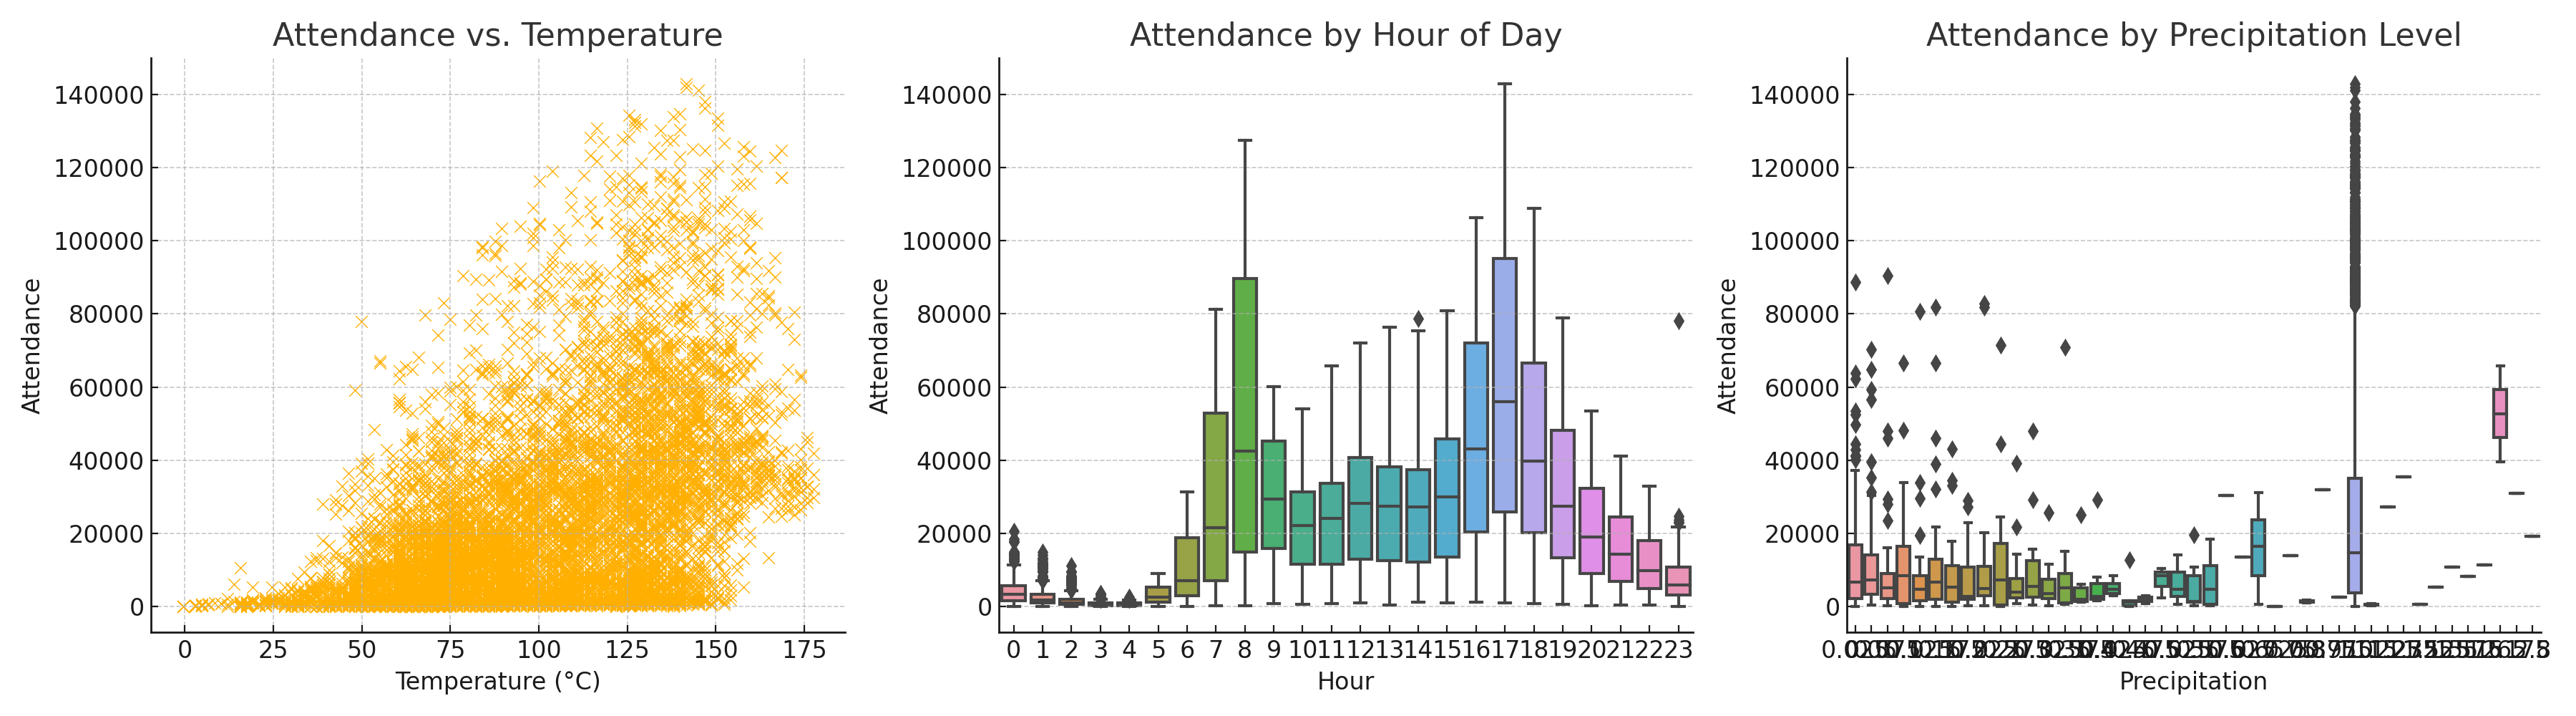 Attendance vs. Temperature
Attendance
140000
120000
100000
80000
60000
40000
20000
0
0 25 50 75 100 125 150 175
Temperature (°C)
Attendance by Hour of Day
Attendance
140000
120000
100000
80000
60000
40000
20000
0
0 1 2 3 4 5 6 7 8 9 10 11 12 13 14 15 16 17 18 19 20 21 22 23
Hour
Attendance by Precipitation Level
Attendance
140000
120000
100000
80000
60000
40000
20000
0
Precipitation